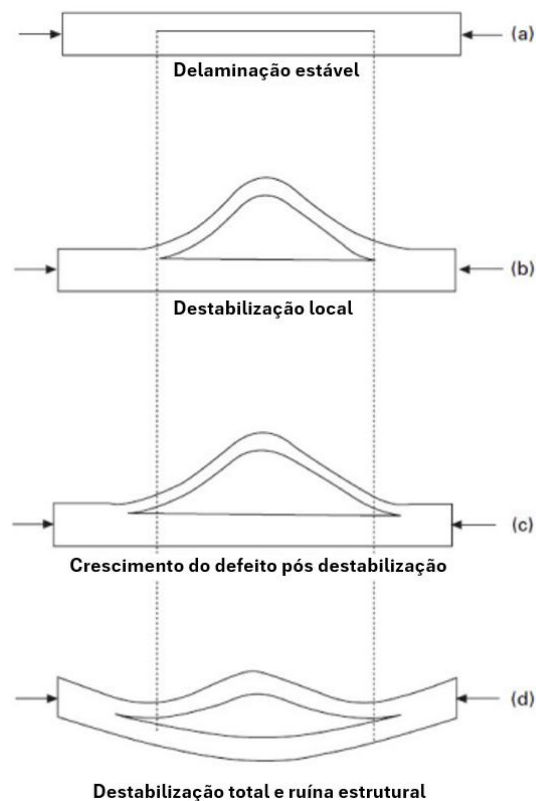 (a)
Delaminação estável
(b)
Destabilização local
(c)
Crescimento do defeito pós destabilização
(d)
Destabilização total e ruína estrutural